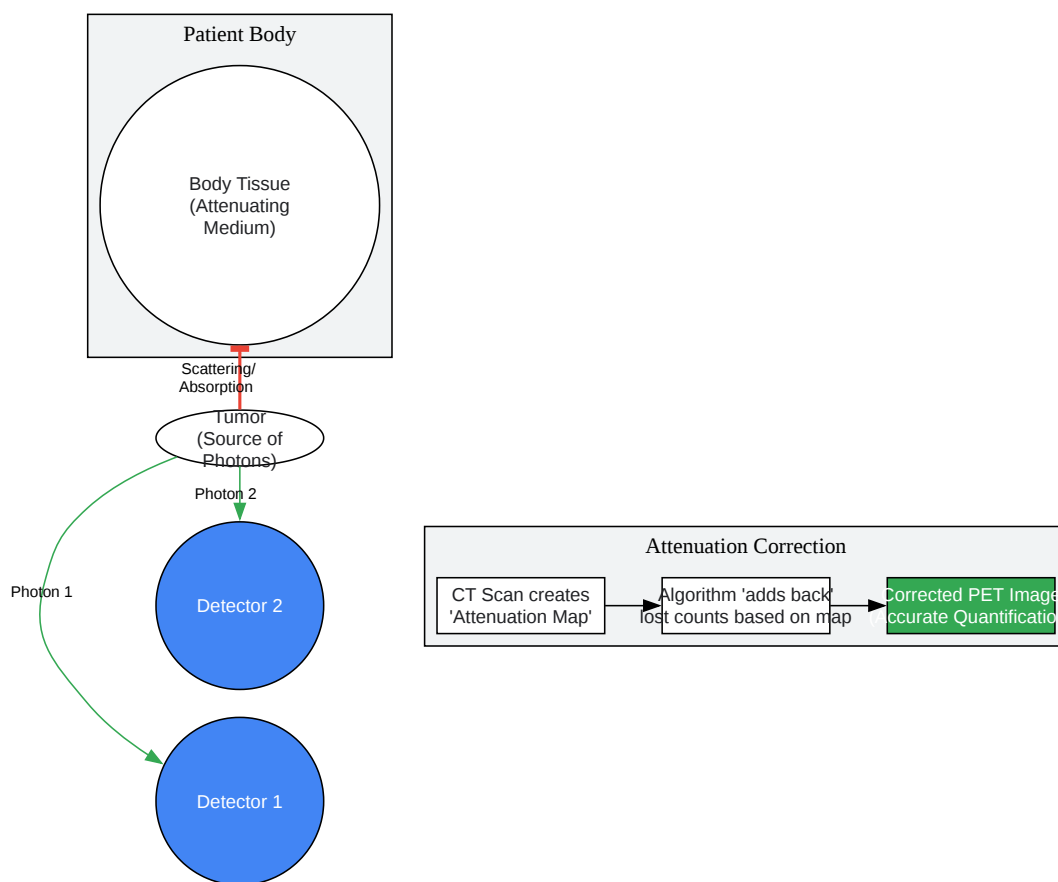 Patient Body
Body Tissue
(Attenuating
Medium)
Scattering/
Absorption
Tumor
(Source of
Photons)
Photon 2
Photon 1
Detector 2
Detector 1
Attenuation Correction
CT Scan creates
'Attenuation Map'
Algorithm 'adds back'
lost counts based on map
Corrected PET Image
(Accurate Quantification